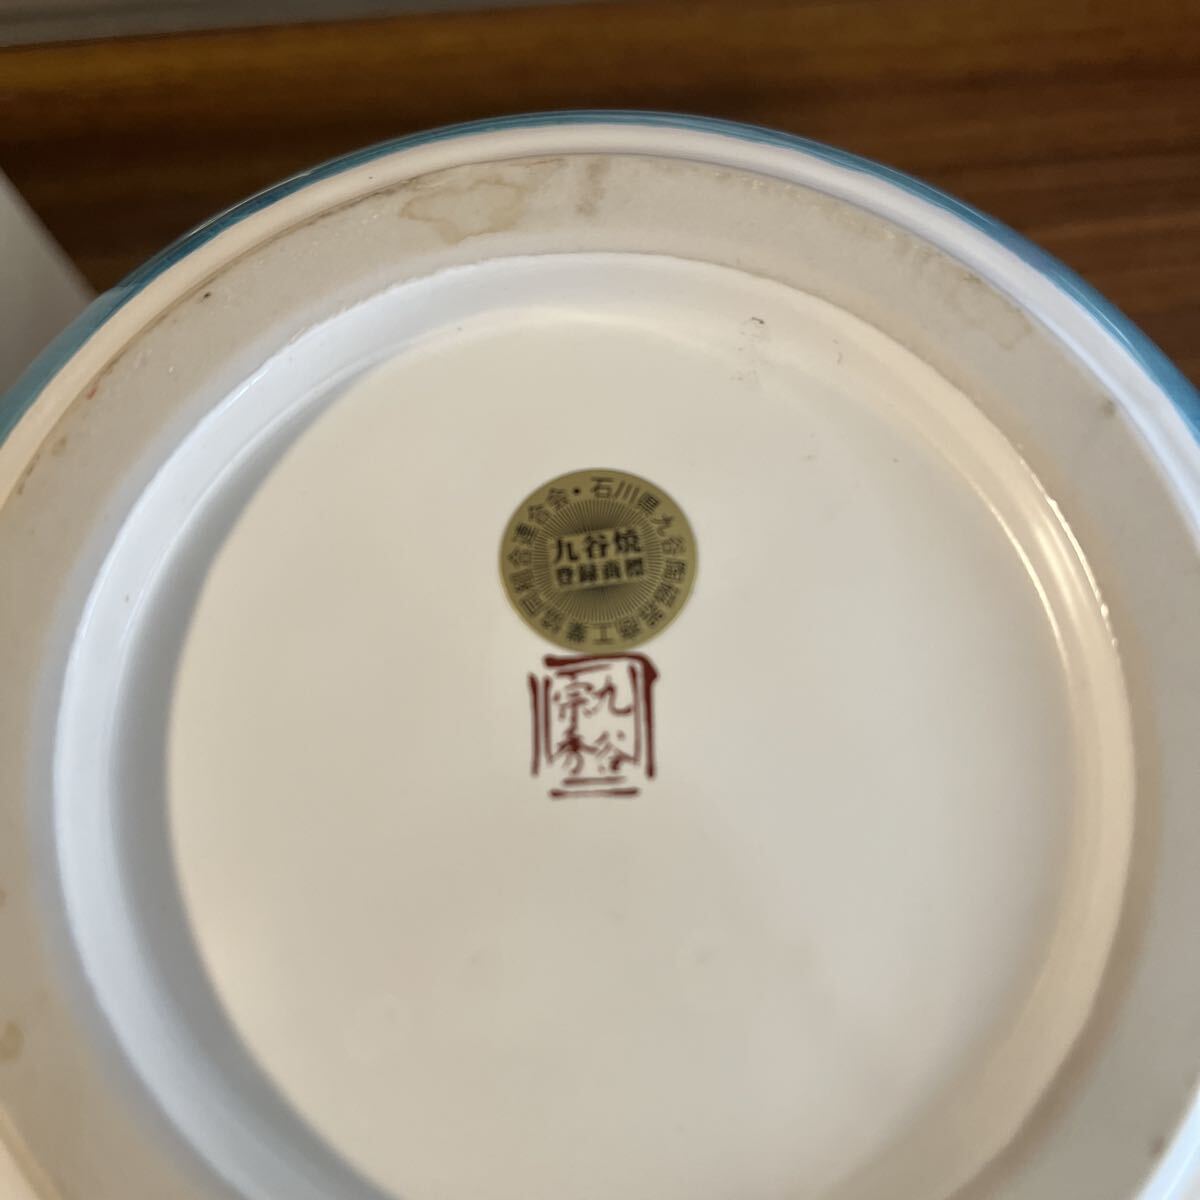 石川県九谷陶磁器商工業協同組合連合会・
九谷焼
登録商標
九谷
宗秀